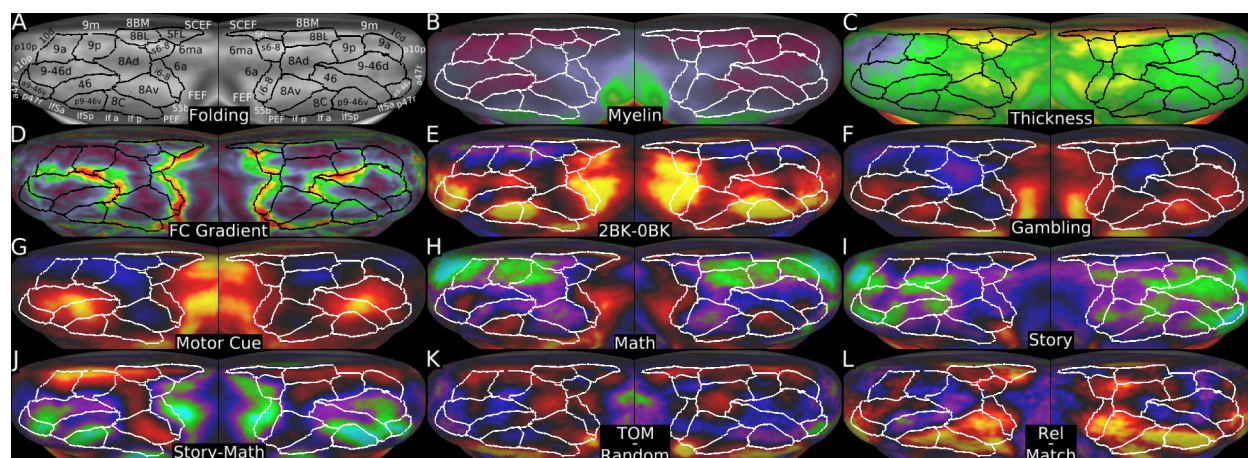 A
10d
9m
8BM
SCEF
SCEF
8BM
9m
10d
p10p
9a
9p
8BL
SFL
s6-8
6ma
6ma
SFL
s6-8
8BL
9p
9a
p10p
a10p
9-46d
8Ad
6a
6a
8Ad
9-46d
a10p
46
i6-8
i6-8
46
a47r
p9-46v
8C
8Av
FEF
FEF
8Av
8C
p9-46v
a47r
p47r
IFSa
IFSp
IFJa
IFJp
PEF
55b
55b
PEF
Folding
B
Myelin
C
Thickness
D
FC Gradient
E
2BK-0BK
F
Gambling
G
Motor Cue
H
Math
I
Story
J
Story-Math
K
TOM
-
Random
L
Rel
-
Match